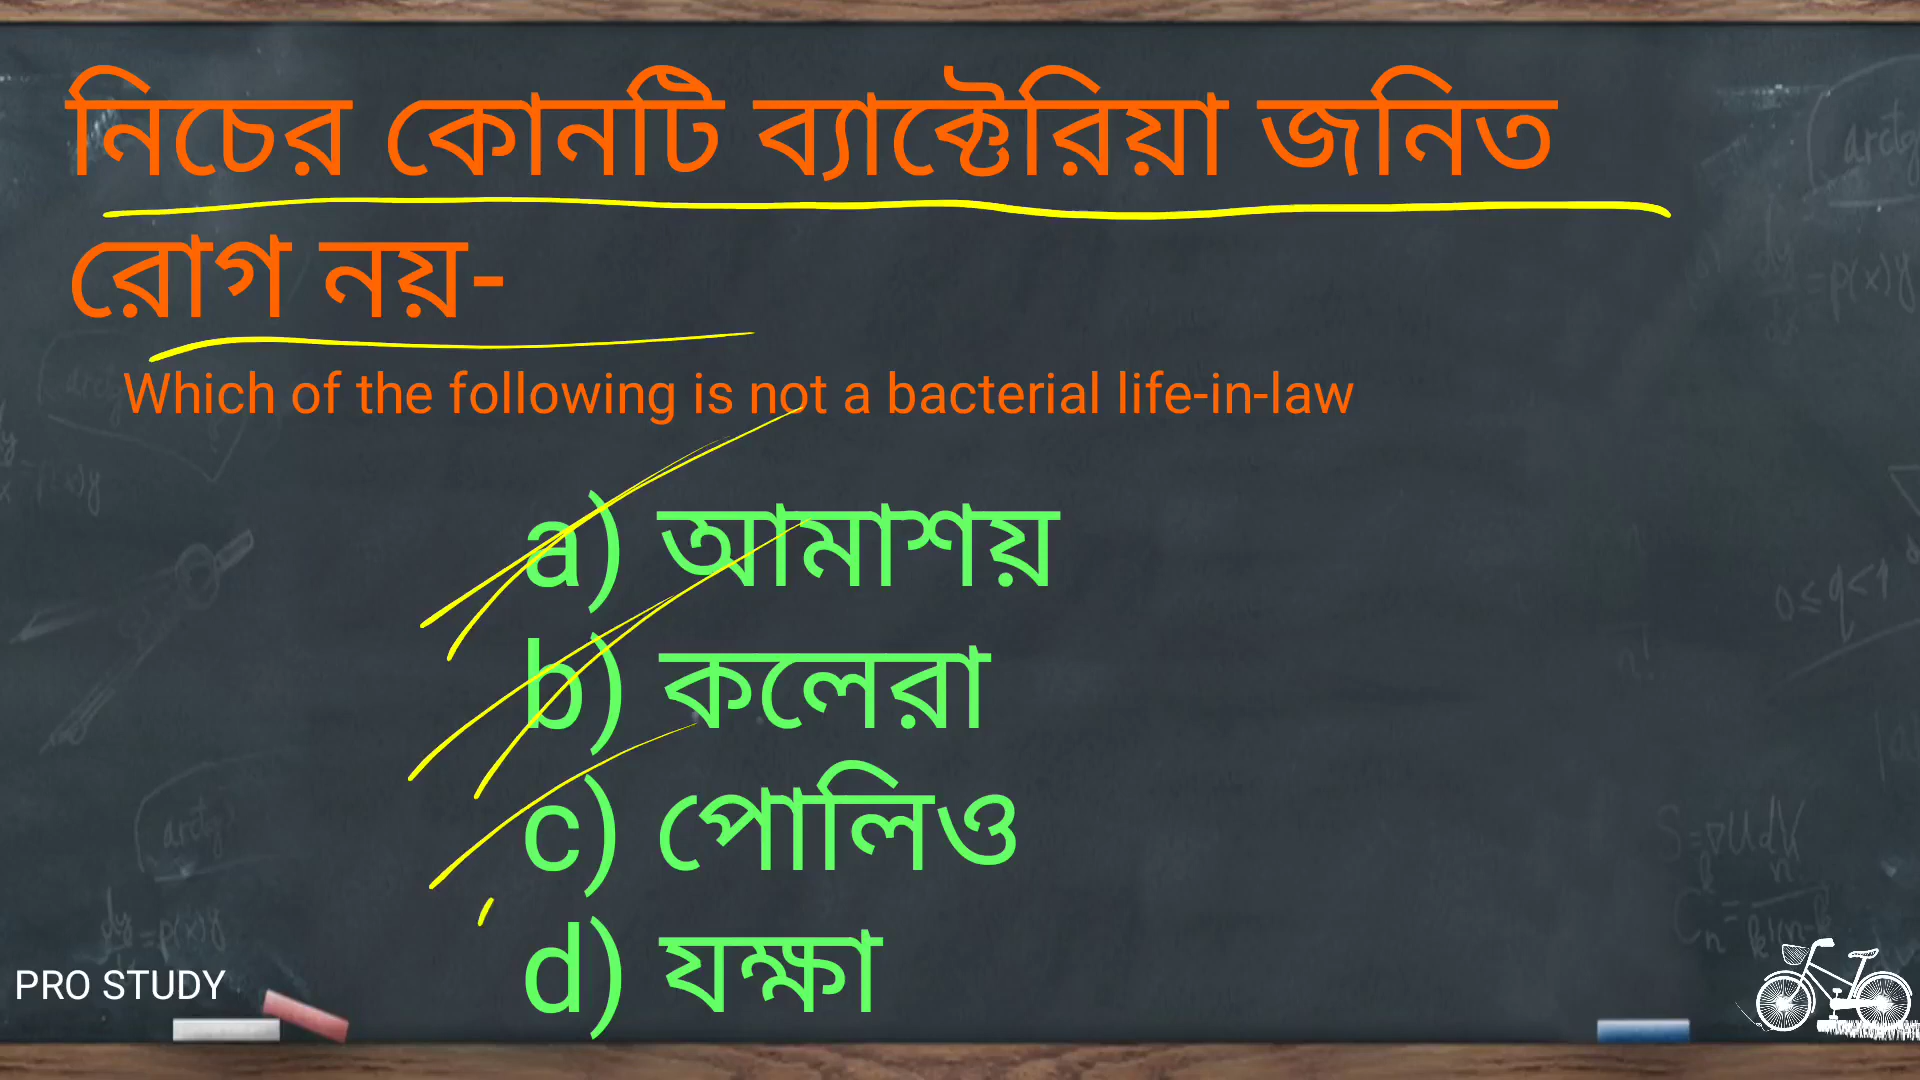 নিচের কোনটি ব্যাক্টেরিয়া জনিত
রোগ নয়-
Which of the following is not a bacterial life-in-law
a) আমাশয়
b) কলেরা
c) পোলিও
d) যক্ষা
PRO STUDY